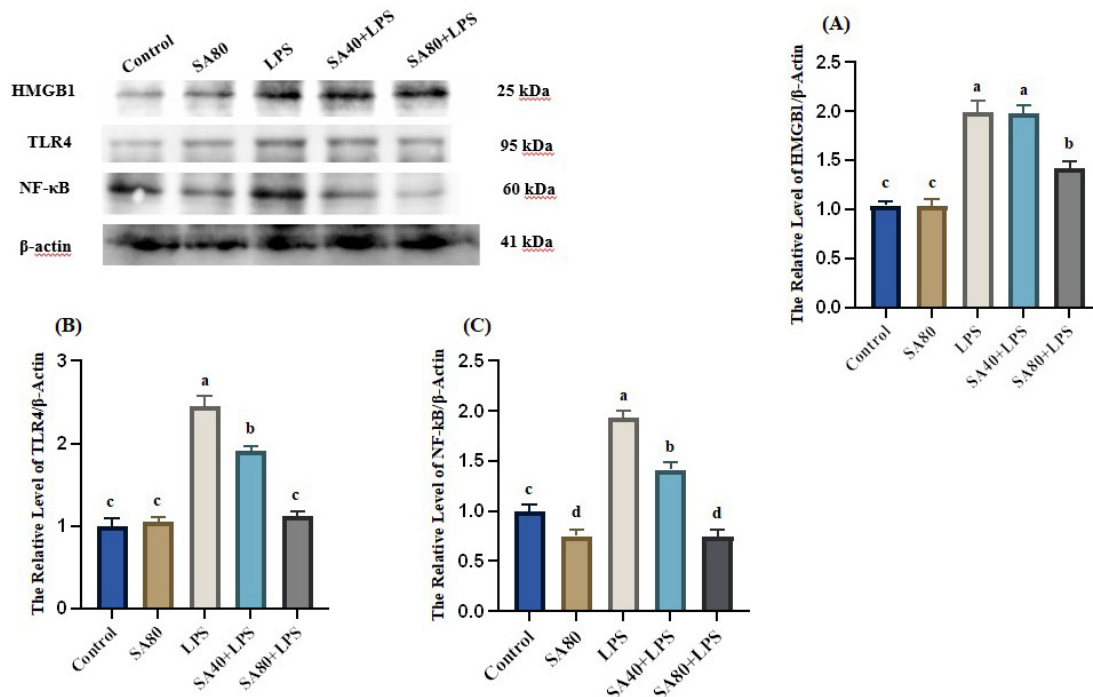 Control SA80 LPS SA40+LPS SA80+LPS
HMGB1 25 kDa
TLR4 95 kDa
NF-κB 60 kDa
β-actin 41 kDa
(A)
The Relative Level of HMGB1/β-Actin
2.5
2.0
1.5
1.0
0.5
0.0
c c a a b
Control SA80 LPS SA40+LPS SA80+LPS
(B)
The Relative Level of TLR4/β-Actin
3
2
1
0
c c a b c
Control SA80 LPS SA40+LPS SA80+LPS
(C)
The Relative Level of NF-kB/β-Actin
2.5
2.0
1.5
1.0
0.5
0.0
c d a b d
Control SA80 LPS SA40+LPS SA80+LPS